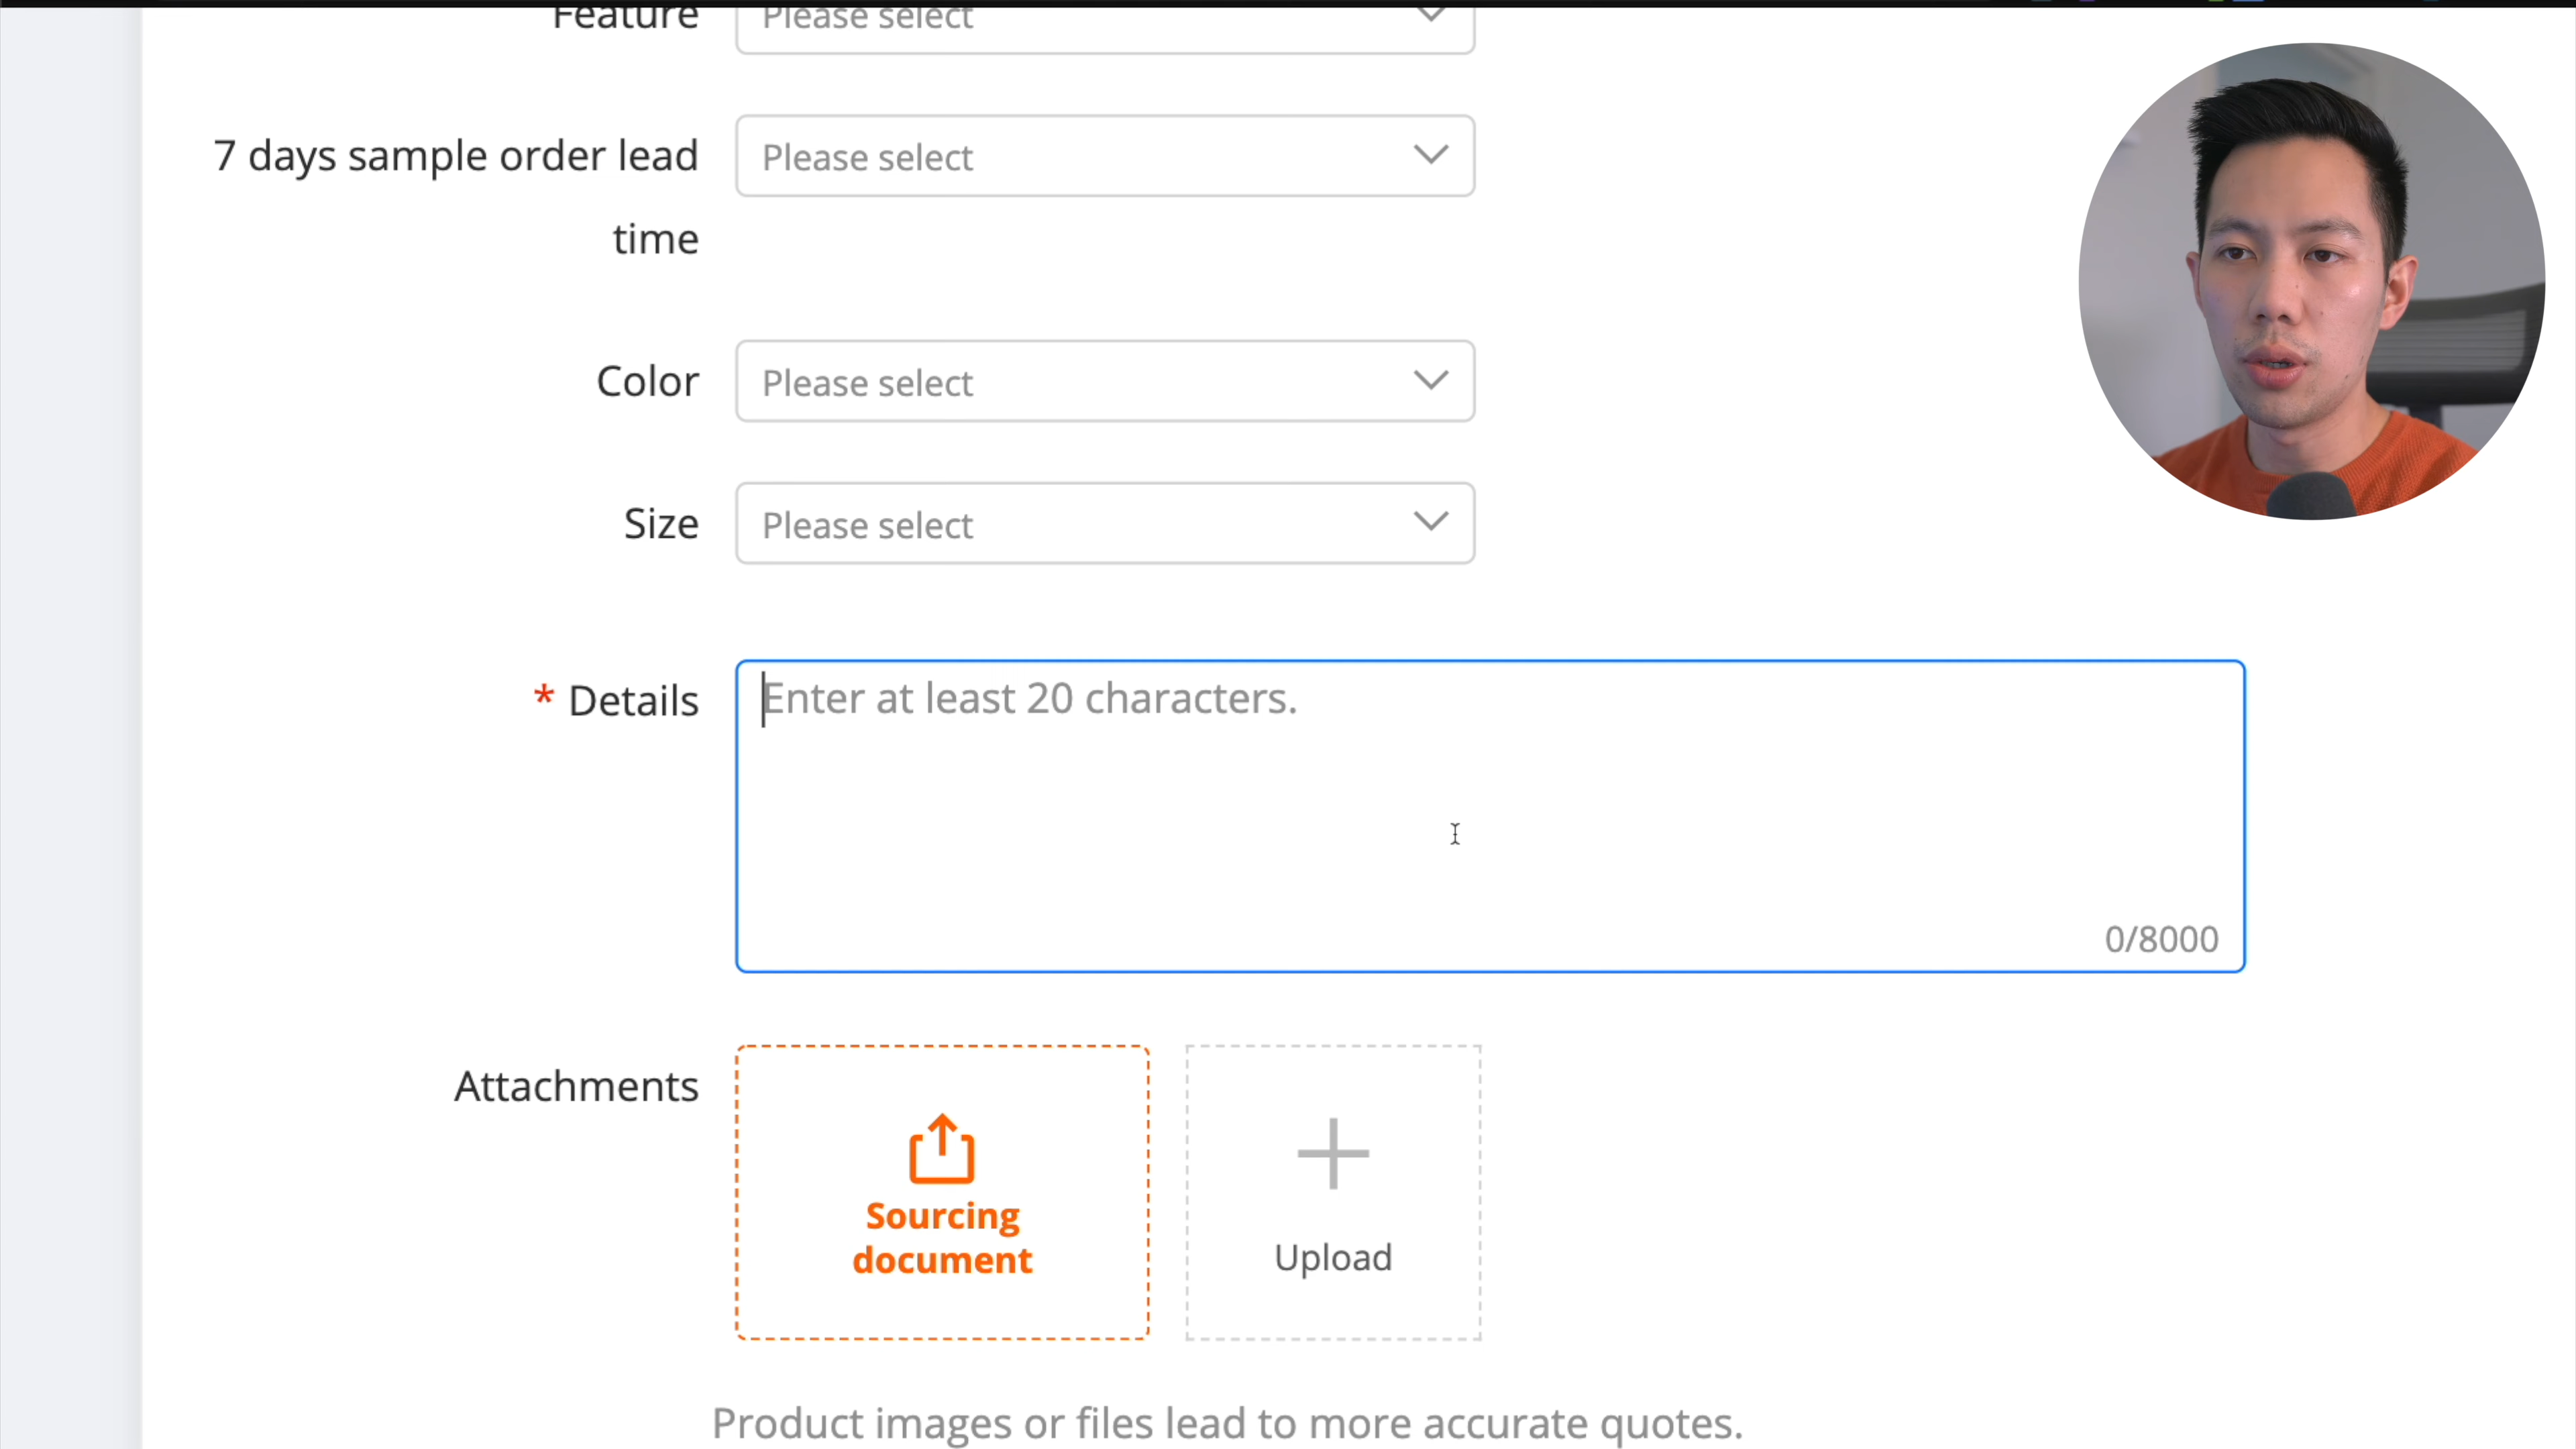 Feature
Please select
7 days sample order lead
time
Please select
Color
Please select
Size
Please select
* Details
Enter at least 20 characters.
0/8000
Attachments
Sourcing
document
Upload
Product images or files lead to more accurate quotes.